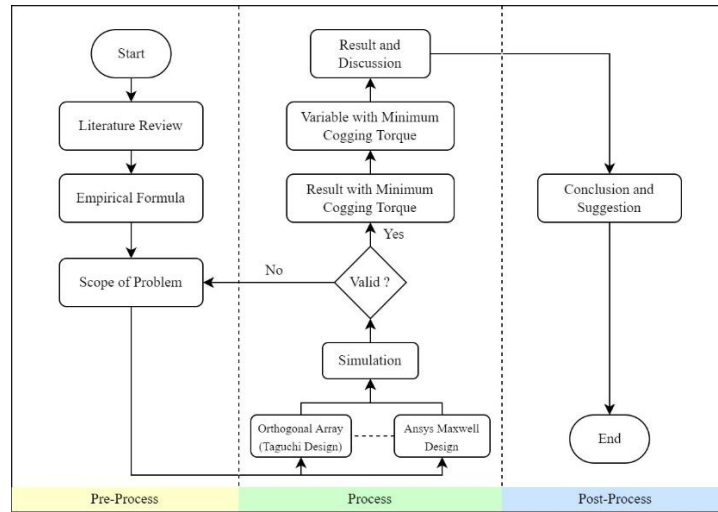 Start
Literature Review
Empirical Formula
Scope of Problem
Result and
Discussion
Variable with Minimum
Cogging Torque
Result with Minimum
Cogging Torque
Yes
No
Valid ?
Simulation
Orthogonal Array
(Taguchi Design)
Ansys Maxwell
Design
Conclusion and
Suggestion
End
Pre-Process
Process
Post-Process